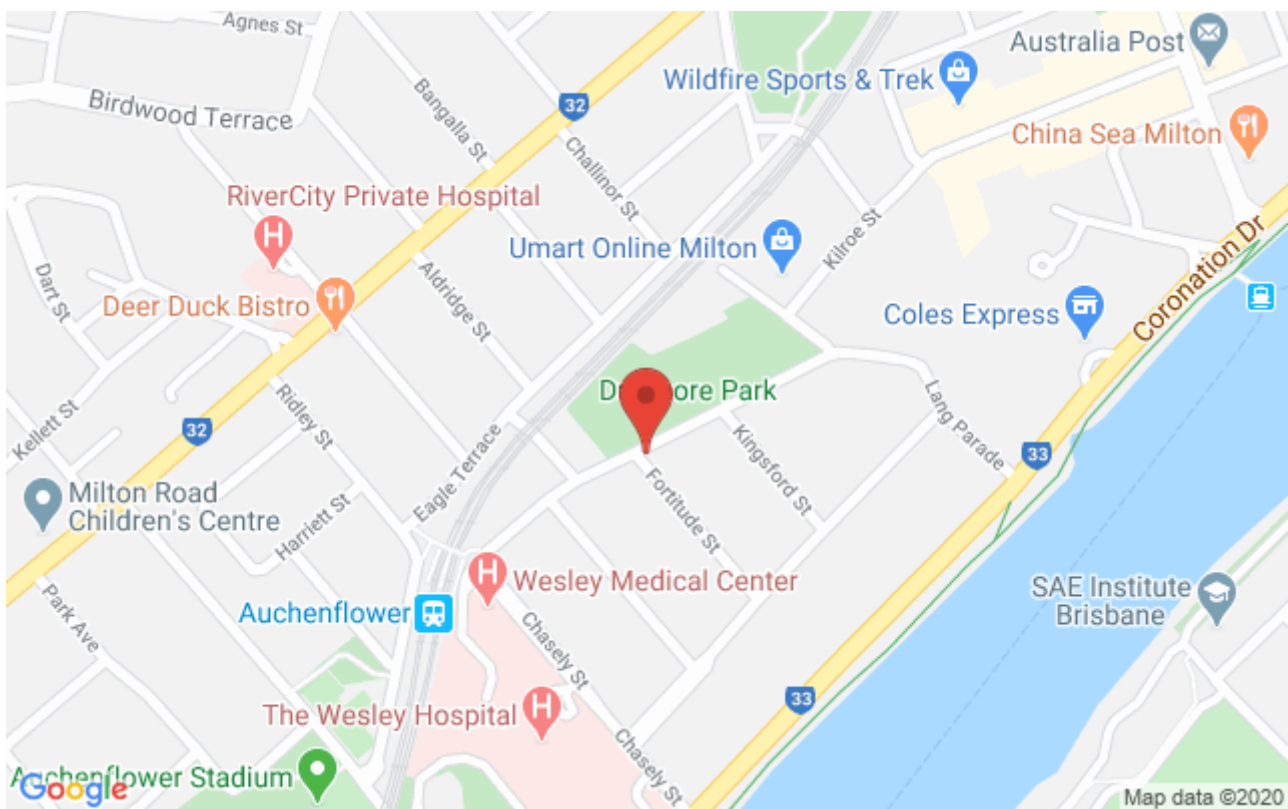 Agnes St
Australia Post
Wildfire Sports & Trek
Birdwood Terrace
32
Bangalla St
China Sea Milton
Challinor St
RiverCity Private Hospital
H
Kilroe St
Umart Online Milton
Coronation Dr
Dart St
Aldridge St
Deer Duck Bistro
Coles Express
Park
Ridley St
Kellett St
32
Lang Parade
Kingsford St
Eagle Terrace
33
Milton Road
Children's Centre
Fortitude St
Harriett St
H
Wesley Medical Center
SAE Institute
Brisbane
Auchenflower
Park Ave
Chasely St
33
The Wesley Hospital
H
Chasely St
Auchenflower Stadium
Google
Map data ©2020